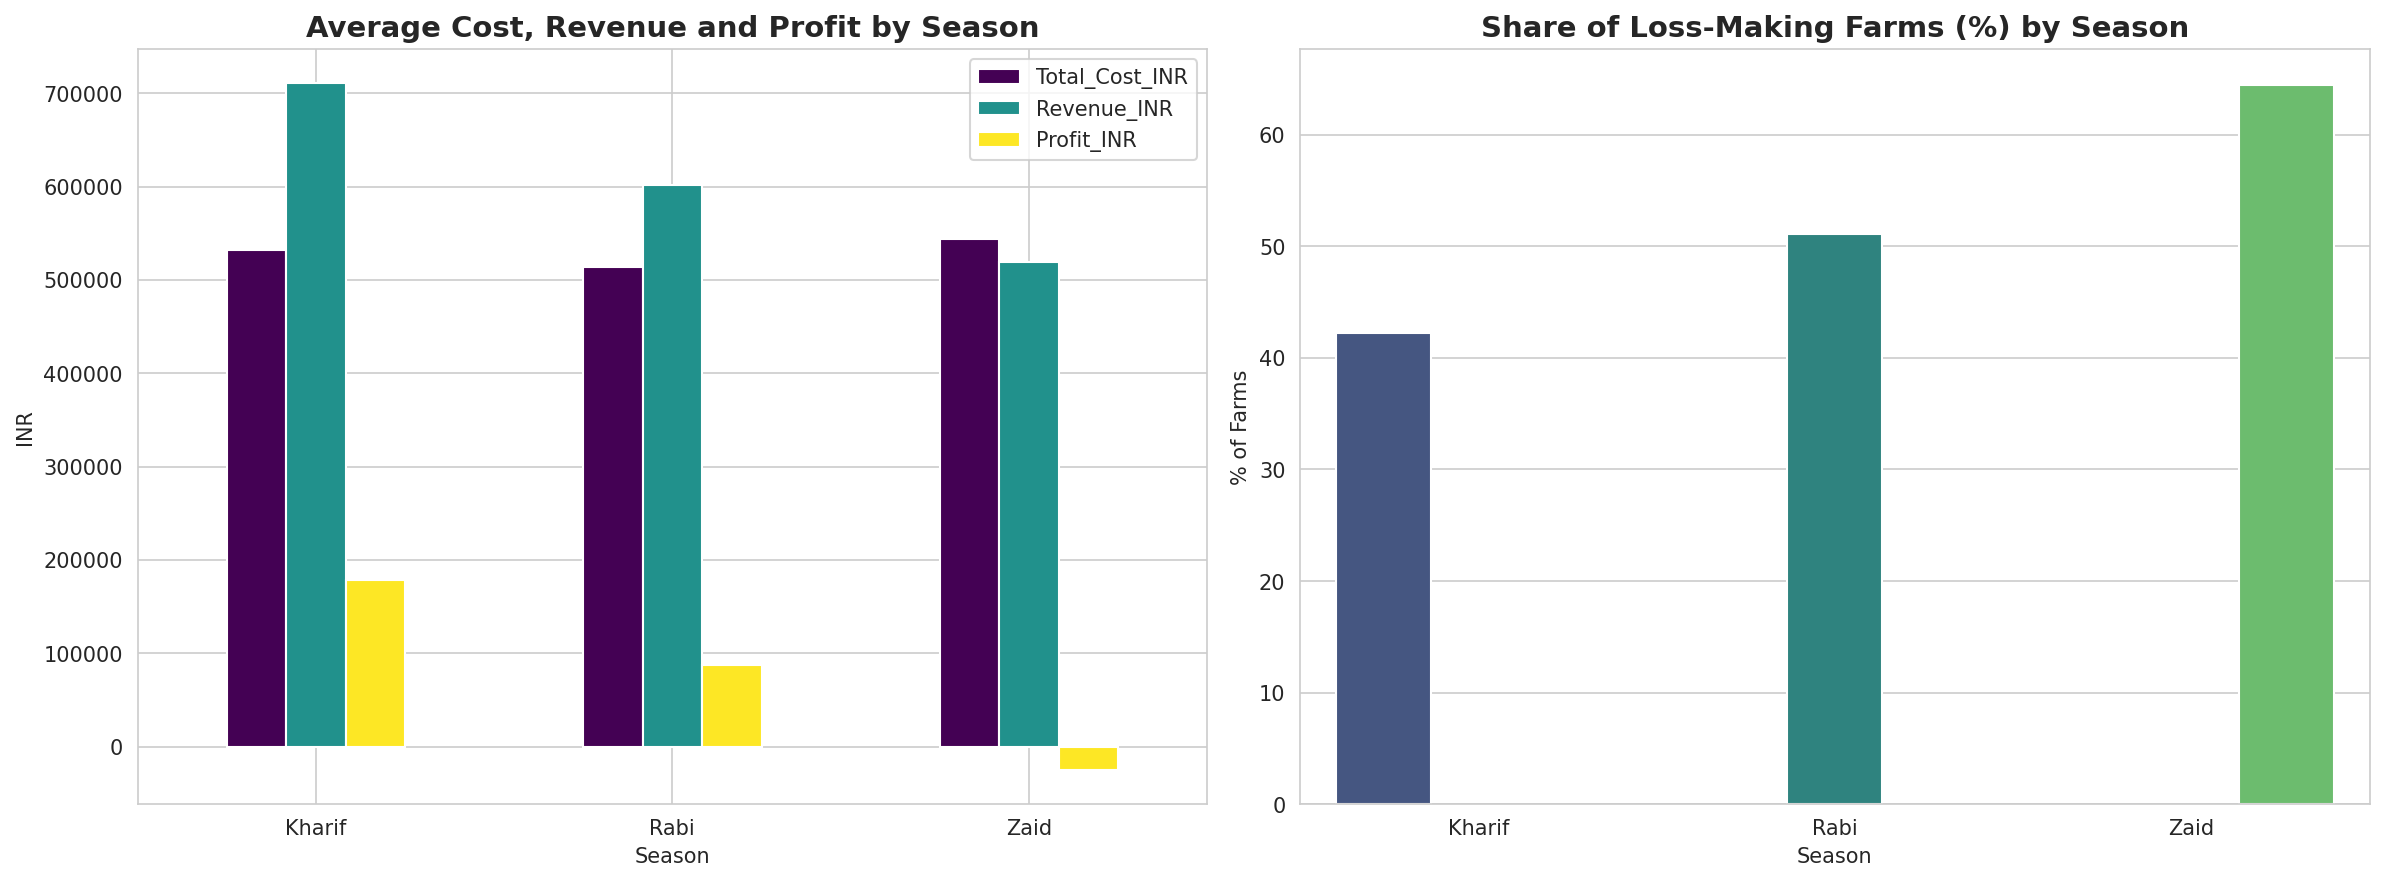 Average Cost, Revenue and Profit by Season
Total_Cost_INR
Revenue_INR
Profit_INR
INR
700000
600000
500000
400000
300000
200000
100000
0
Kharif
Rabi
Zaid
Season
Share of Loss-Making Farms (%) by Season
% of Farms
60
50
40
30
20
10
0
Kharif
Rabi
Zaid
Season